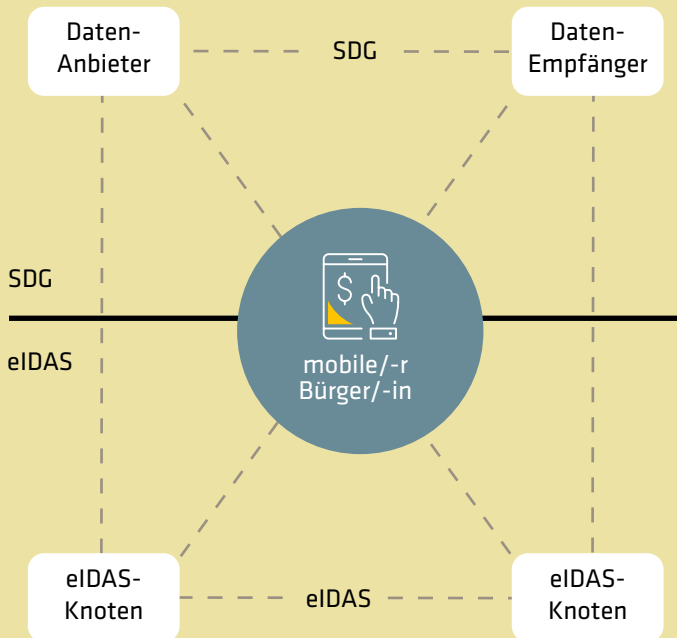 Daten-
Anbieter
SDG
Daten-
Empfänger
SDG
eIDAS
$
mobile/-r
Bürger/-in
eIDAS-
Knoten
eIDAS
eIDAS-
Knoten